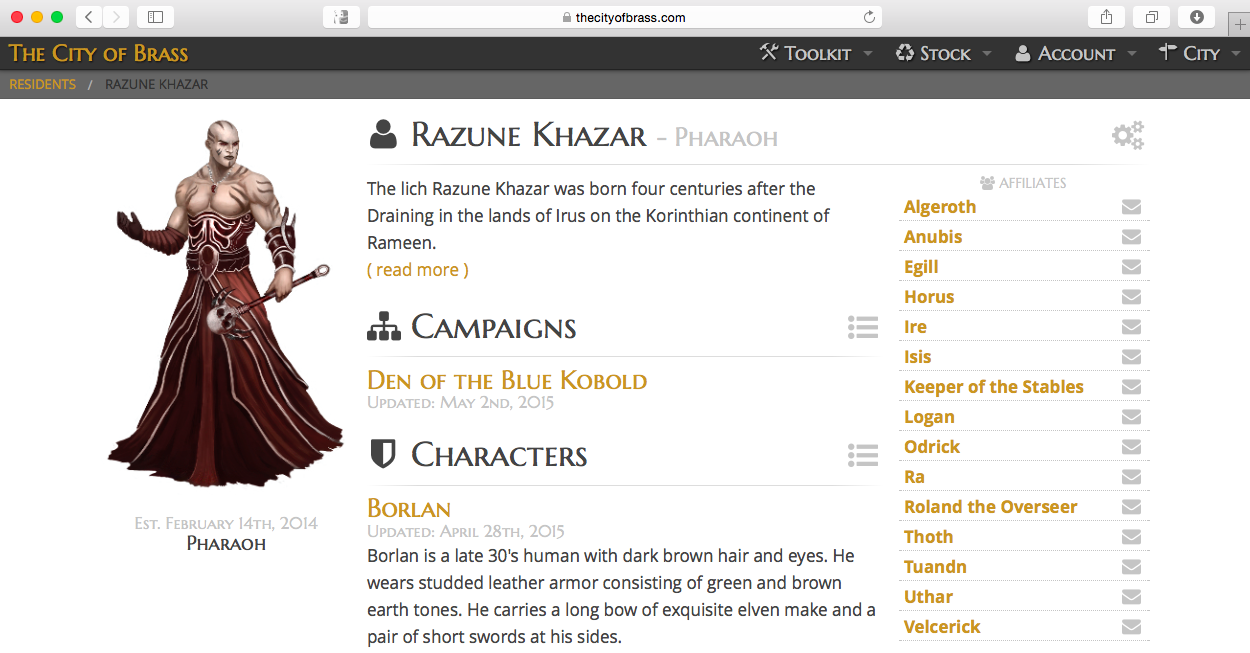 thecityofbrass.com
The City of Brass
Toolkit
Stock
Account
City
RESIDENTS / RAZUNE KHAZAR
Razune Khazar - Pharaoh
The lich Razune Khazar was born four centuries after the
Draining in the lands of Irus on the Korinthian continent of
Rameen.
( read more )
Campaigns
Den of the Blue Kobold
Updated: May 2nd, 2015
Characters
Borlan
Updated: April 28th, 2015
Borlan is a late 30's human with dark brown hair and eyes. He
wears studded leather armor consisting of green and brown
earth tones. He carries a long bow of exquisite elven make and a
pair of short swords at his sides.
Est. February 14th, 2014
Pharaoh
AFFILIATES
Algeroth
Anubis
Egill
Horus
Ire
Isis
Keeper of the Stables
Logan
Odrick
Ra
Roland the Overseer
Thoth
Tuandn
Uthar
Velcerick